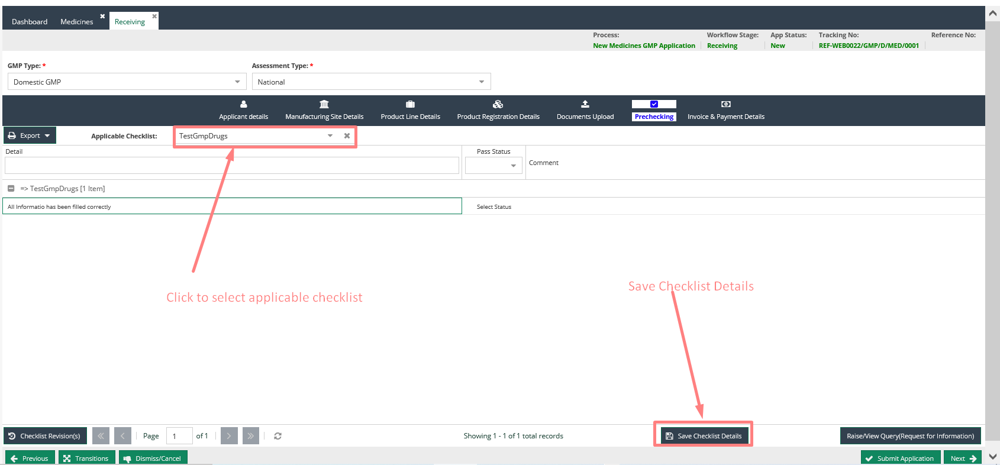 Dashboard Medicines Receiving
Process: Workflow Stage: App Status: Tracking No: Reference No:
New Medicines GMP Application Receiving New REF-WEB0022/GMP/D/MED/0001
GMP Type: * Assessment Type: *
Domestic GMP National
Applicant details Manufacturing Site Details Product Line Details Product Registration Details Documents Upload Prechecking Invoice & Payment Details
Export Applicable Checklist: TestGmpDrugs
Detail Pass Status
Comment
=> TestGmpDrugs [1 Item]
All Informatio has been filled correctly Select Status
Save Checklist Details
Click to select applicable checklist
Checklist Revision(s) Page 1 of 1 Showing 1 - 1 of 1 total records Save Checklist Details Raise/View Query(Request for Information)
Previous Transitions Dismiss/Cancel Submit Application Next